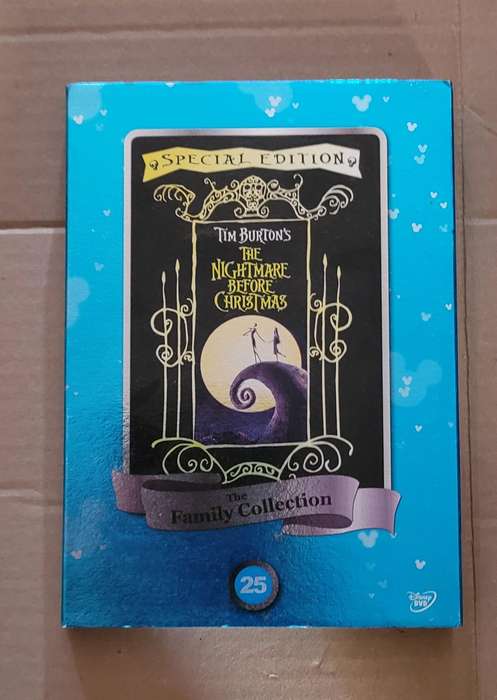 SPECIAL EDITION
TIM BURTON'S
THE
NIGHTMARE
BEFORE
CHRISTMAS
The
Family Collection
25
Disney
DVD